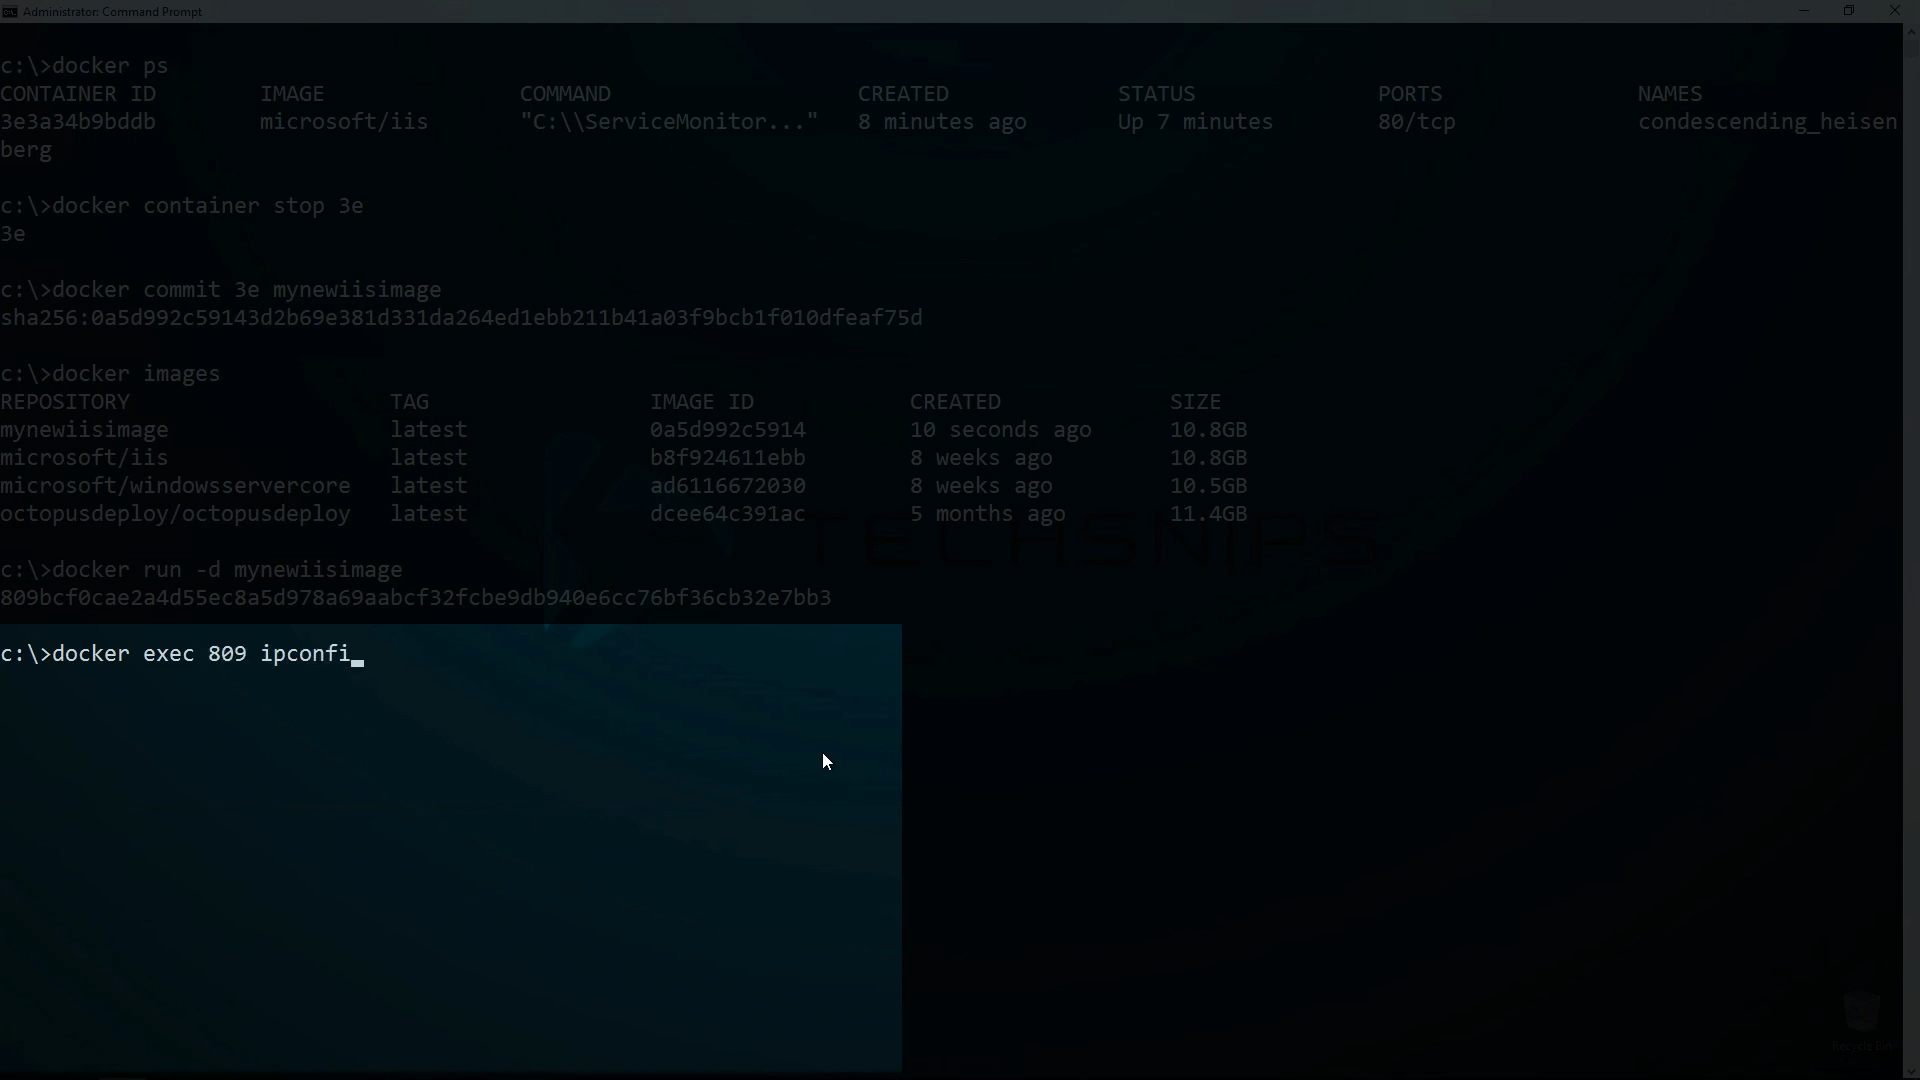 Administrator: Command Prompt
c:\>docker ps
CONTAINER ID IMAGE COMMAND CREATED STATUS PORTS NAMES
3e3a34b9bddb microsoft/iis "C:\\ServiceMonitor..." 8 minutes ago Up 7 minutes 80/tcp condescending_heisen
berg
c:\>docker container stop 3e
3e
c:\>docker commit 3e mynewiisimage
sha256:0a5d992c59143d2b69e381d331da264ed1ebb211b41a03f9bcb1f010dfeaf75d
c:\>docker images
REPOSITORY TAG IMAGE ID CREATED SIZE
mynewiisimage latest 0a5d992c5914 10 seconds ago 10.8GB
microsoft/iis latest b8f924611ebb 8 weeks ago 10.8GB
microsoft/windowsservercore latest ad6116672030 8 weeks ago 10.5GB
octopusdeploy/octopusdeploy latest dcee64c391ac 5 months ago 11.4GB
TECHSNIPS
c:\>docker run -d mynewiisimage
809bcf0cae2a4d55ec8a5d978a69aabcf32fcbe9db940e6cc76bf36cb32e7bb3
c:\>docker exec 809 ipconfi_
Recycle Bin